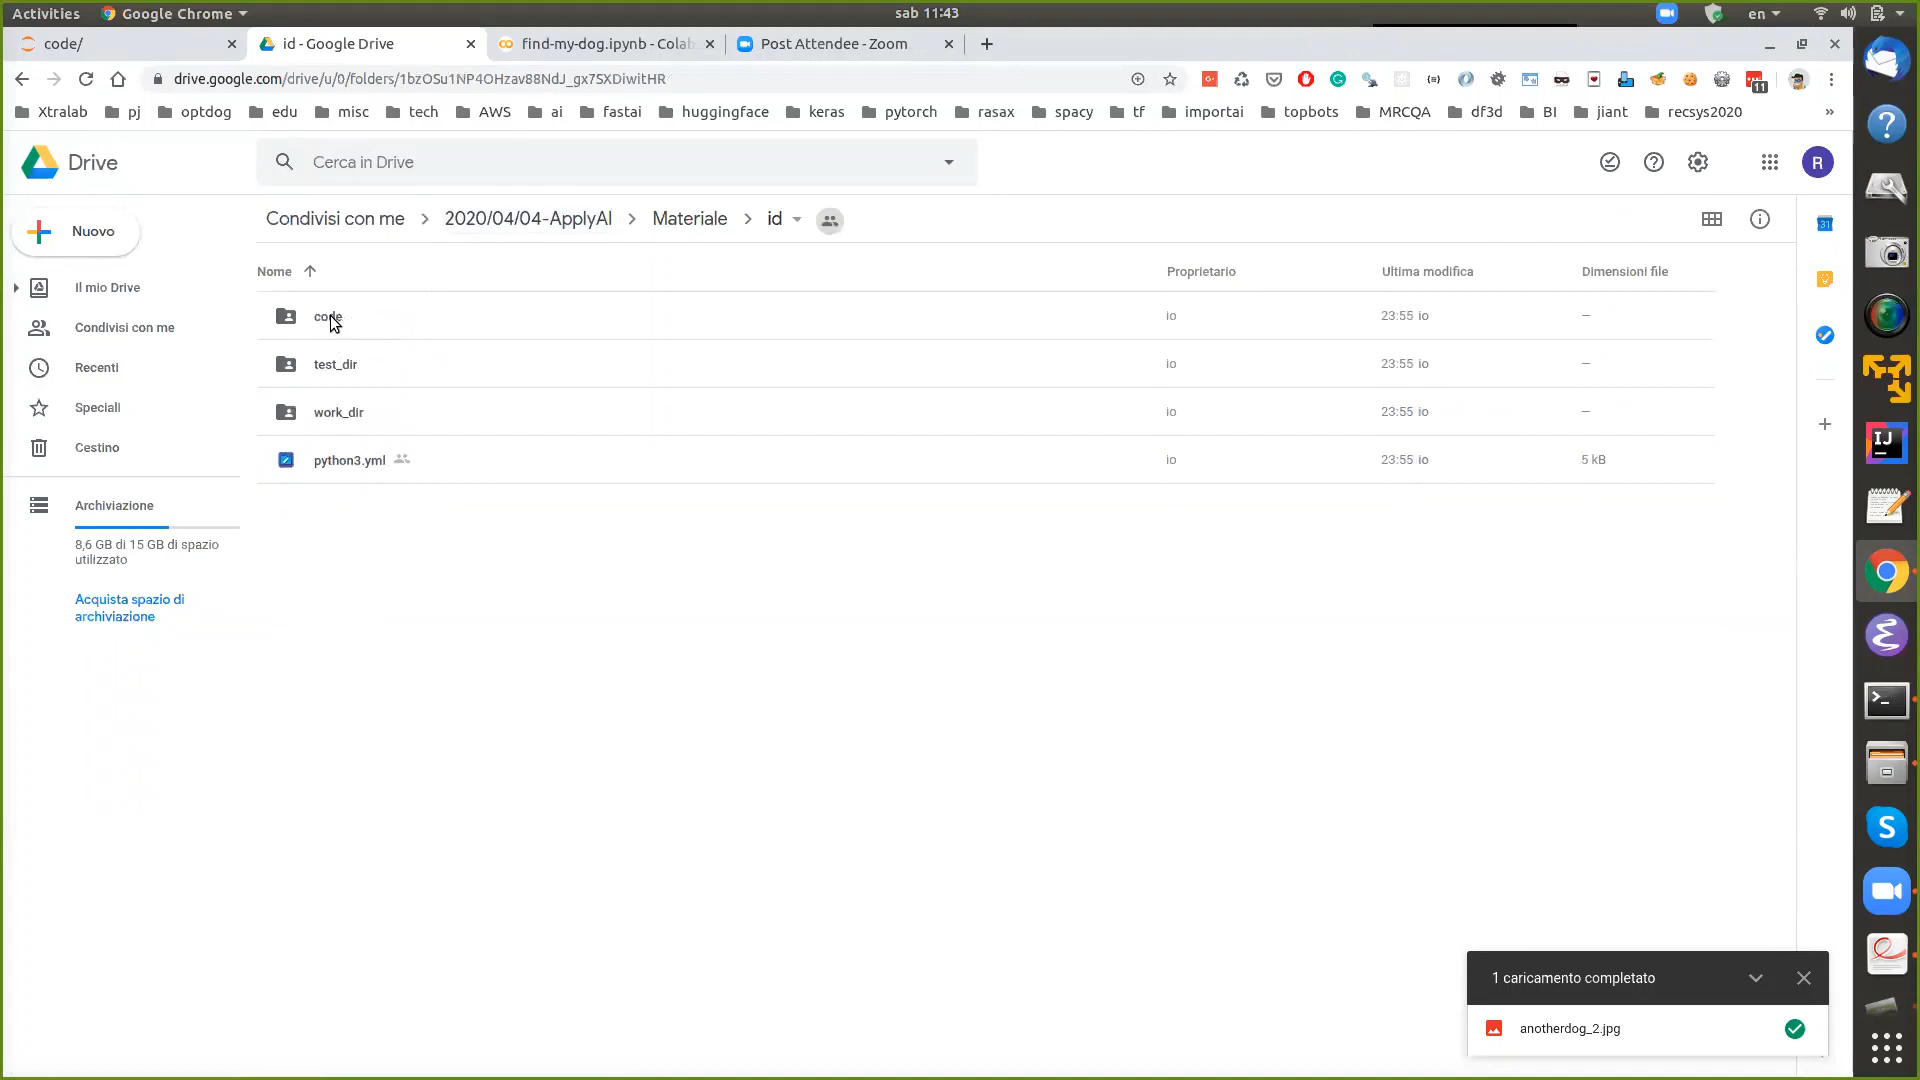 Activities Google Chrome sab 11:43 en
code/ id - Google Drive find-my-dog.ipynb - Colab Post Attendee - Zoom
drive.google.com/drive/u/0/folders/1bzOSu1NP4OHzav88NdJ_gx7SXDiwitHR 11
Xtralab pj optdog edu misc tech AWS ai fastai huggingface keras pytorch rasax spacy tf importai topbots MRCQA df3d BI jiant recsys2020 »
Drive Cerca in Drive R
Nuovo
Condivisi con me > 2020/04/04-ApplyAI > Materiale > id
Nome Proprietario Ultima modifica Dimensioni file
code io 23:55 io —
test_dir io 23:55 io —
work_dir io 23:55 io —
python3.yml io 23:55 io 5 kB
Il mio Drive
Condivisi con me
Recenti
Speciali
Cestino
Archiviazione
8,6 GB di 15 GB di spazio
utilizzato
Acquista spazio di
archiviazione
31
IJ
S
1 caricamento completato
anotherdog_2.jpg